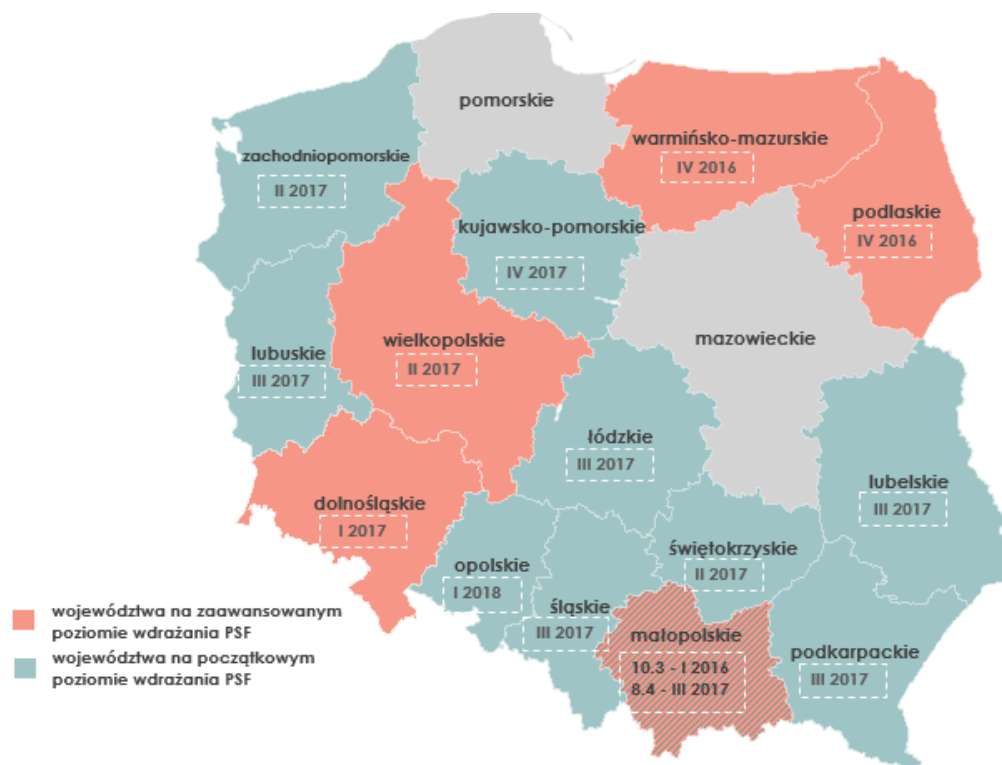 pomorskie
warmińsko-mazurskie
IV 2016
zachodniopomorskie
II 2017
podlaskie
IV 2016
kujawsko-pomorskie
IV 2017
wielkopolskie
II 2017
mazowieckie
lubuskie
III 2017
łódzkie
III 2017
lubelskie
III 2017
dolnośląskie
I 2017
świętokrzyskie
II 2017
opolskie
I 2018
śląskie
III 2017
małopolskie
10.3 - I 2016
8.4 - III 2017
podkarpackie
III 2017
województwa na zaawansowanym
poziomie wdrażania PSF
województwa na początkowym
poziomie wdrażania PSF